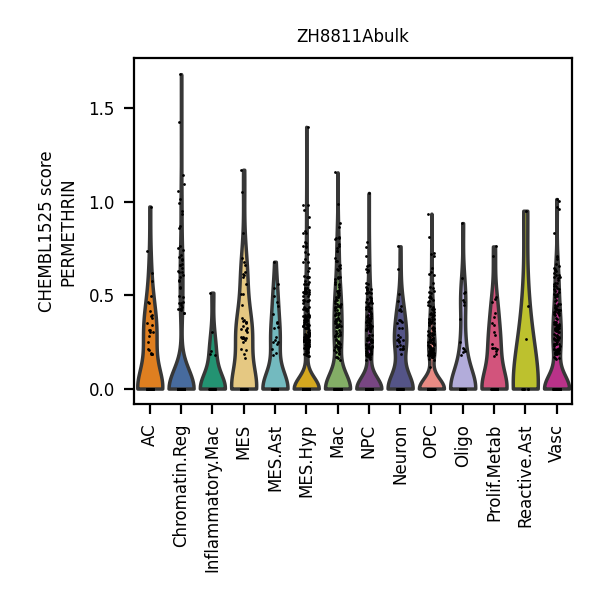 ZH8811Abulk
CHEMBL1525 score
PERMETHRIN
1.5
1.0
0.5
0.0
AC
Chromatin.Reg
Inflammatory.Mac
MES
MES.Ast
MES.Hyp
Mac
NPC
Neuron
OPC
Oligo
Prolif.Metab
Reactive.Ast
Vasc